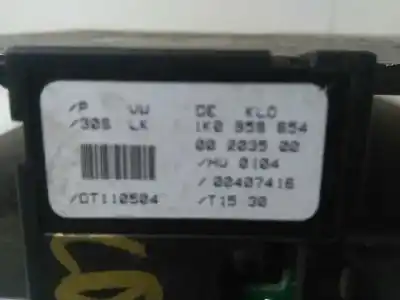 /P VW DE KLO
/308 LK 1K0 959 654
00 2035 00
/HW 0104
/ 00407416
/DT110504 /T15 30